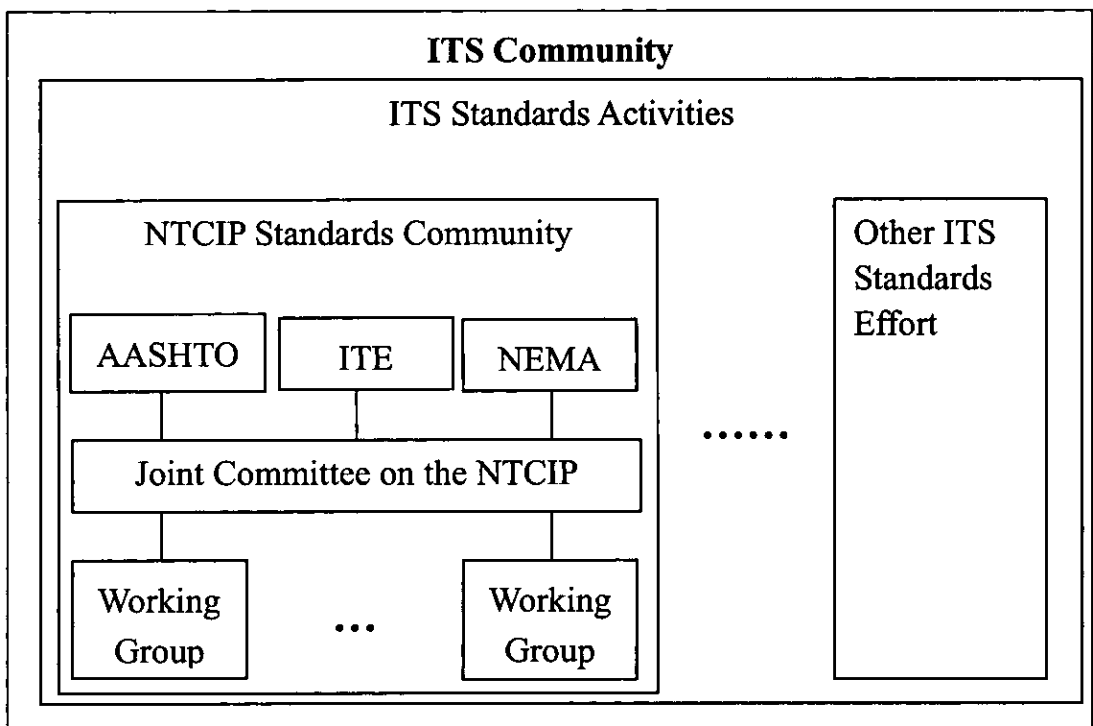 ITS Community
ITS Standards Activities
NTCIP Standards Community
AASHTO
ITE
NEMA
Joint Committee on the NTCIP
Working
Group
...
Working
Group
......
Other ITS
Standards
Effort